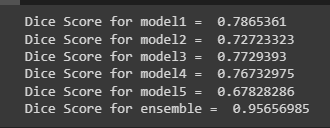 Dice Score for model1 =  0.7865361
Dice Score for model2 =  0.72723323
Dice Score for model3 =  0.7729393
Dice Score for model4 =  0.76732975
Dice Score for model5 =  0.67828286
Dice Score for ensemble =  0.95656985